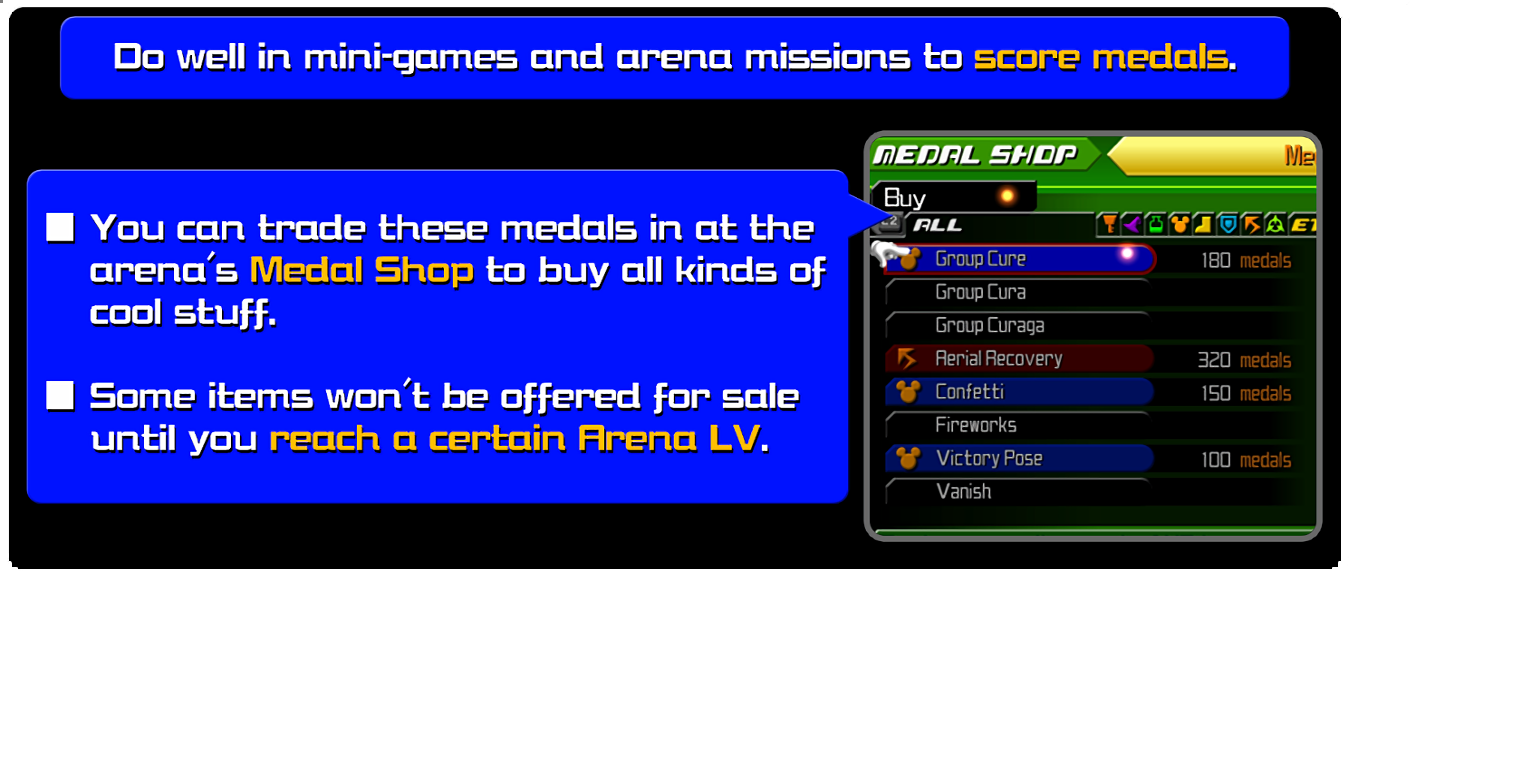 Do well in mini-games and arena missions to score medals.
■ You can trade these medals in at the
arena's Medal Shop to buy all kinds of
cool stuff.
■ Some items won't be offered for sale
until you reach a certain Arena LV.
MEDAL SHOP Me
Buy
ALL
Group Cure 180 medals
Group Cura
Group Curaga
Aerial Recovery 320 medals
Confetti 150 medals
Fireworks
Victory Pose 100 medals
Vanish